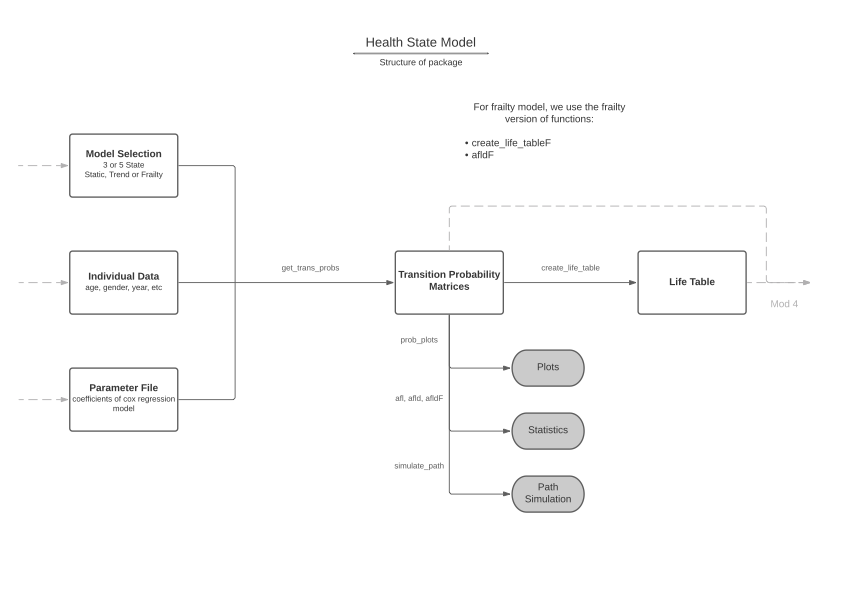 Health State Model
Structure of package
For frailty model, we use the frailty
version of functions:
• create_life_tableF
• afldF
Model Selection
3 or 5 State
Static, Trend or Frailty
Individual Data
age, gender, year, etc
get_trans_probs
Transition Probability
Matrices
create_life_table
Life Table
Mod 4
prob_plots
Plots
Parameter File
coefficients of cox regression
model
afl, afld, afldF
Statistics
simulate_path
Path
Simulation